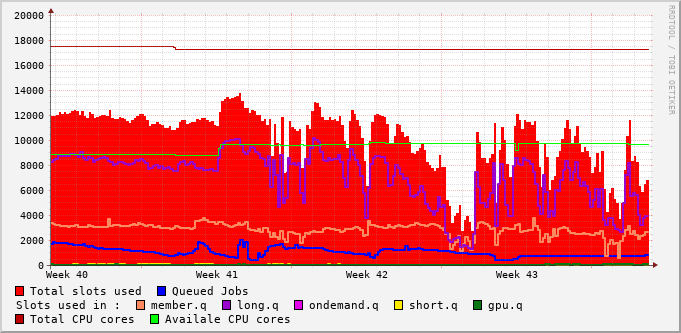 20000
18000
16000
14000
12000
10000
8000
6000
4000
2000
0
Week 40 Week 41 Week 42 Week 43
RRDTOOL / TOBI OETIKER
Total slots used Queued Jobs
Slots used in : member.q long.q ondemand.q short.q gpu.q
Total CPU cores Availale CPU cores